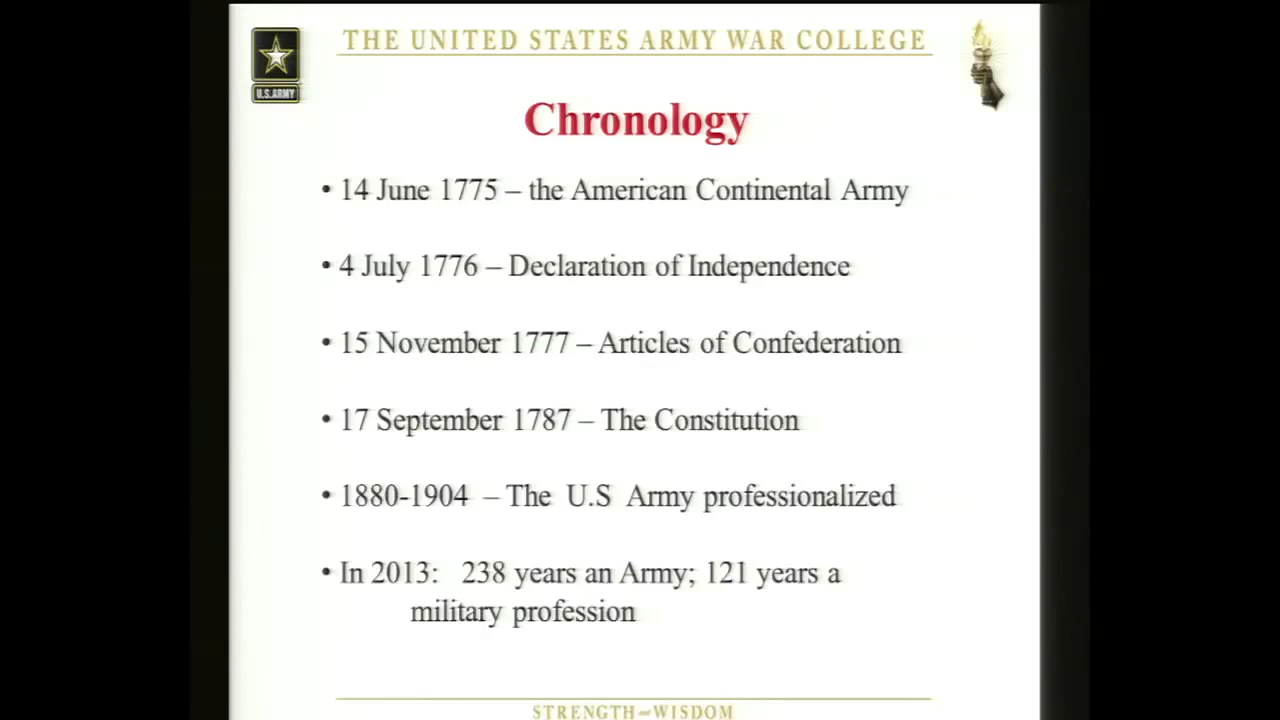 THE UNITED STATES ARMY WAR COLLEGE
U.S. ARMY
Chronology
• 14 June 1775 – the American Continental Army
• 4 July 1776 – Declaration of Independence
• 15 November 1777 – Articles of Confederation
• 17 September 1787 – The Constitution
• 1880-1904 – The U.S Army professionalized
• In 2013: 238 years an Army; 121 years a
military profession
STRENGTH—WISDOM